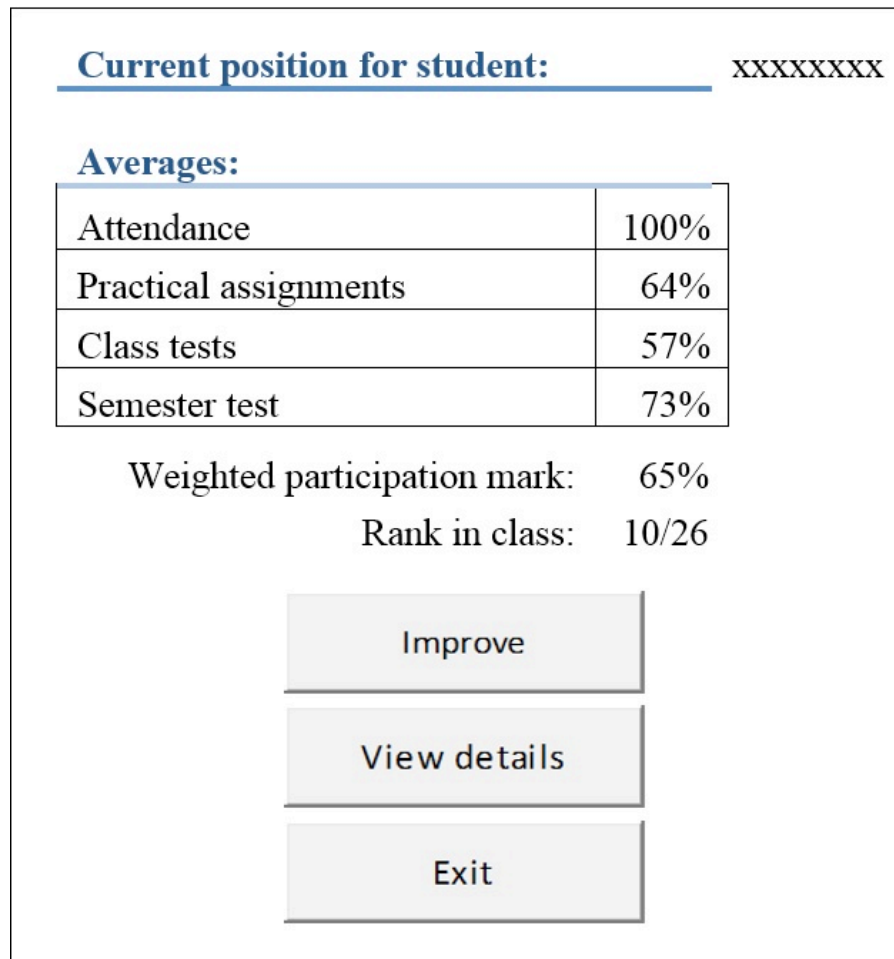 Current position for student: xxxxxxxx
Averages:
Attendance 100%
Practical assignments 64%
Class tests 57%
Semester test 73%
Weighted participation mark: 65%
Rank in class: 10/26
Improve
View details
Exit